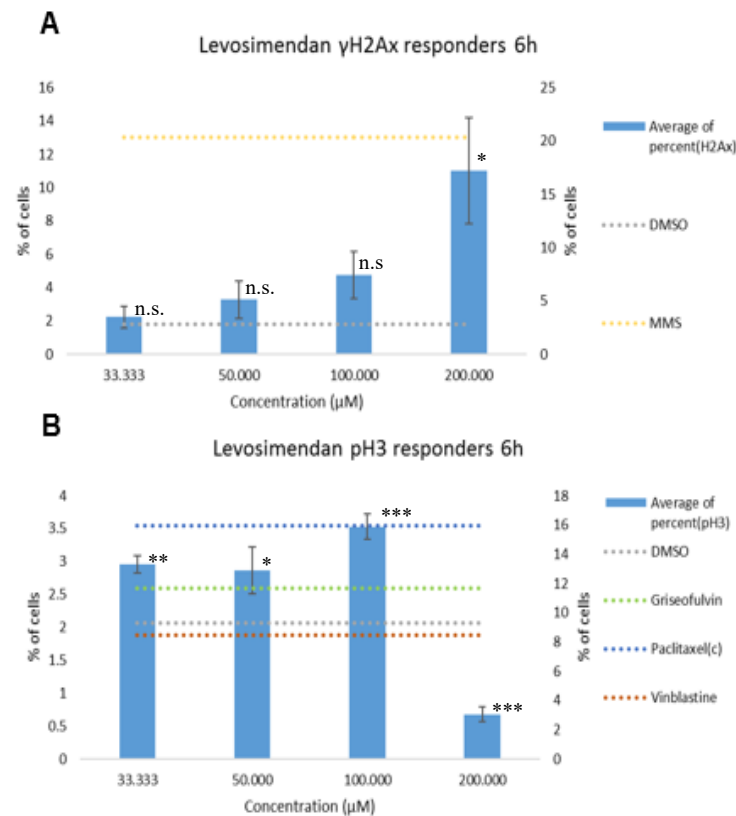 A
Levosimendan γH2Ax responders 6h
16
14
12
10
8
6
4
2
0
% of cells
25
20
15
10
5
0
% of cells
n.s.
n.s.
n.s
*
33.333 50.000 100.000 200.000
Concentration (µM)
Average of
percent(H2Ax)
DMSO
MMS
B
Levosimendan pH3 responders 6h
4
3.5
3
2.5
2
1.5
1
0.5
0
% of cells
18
16
14
12
10
8
6
4
2
0
% of cells
**
*
***
***
33.333 50.000 100.000 200.000
Concentration (µM)
Average of
percent(pH3)
DMSO
Griseofulvin
Paclitaxel(c)
Vinblastine